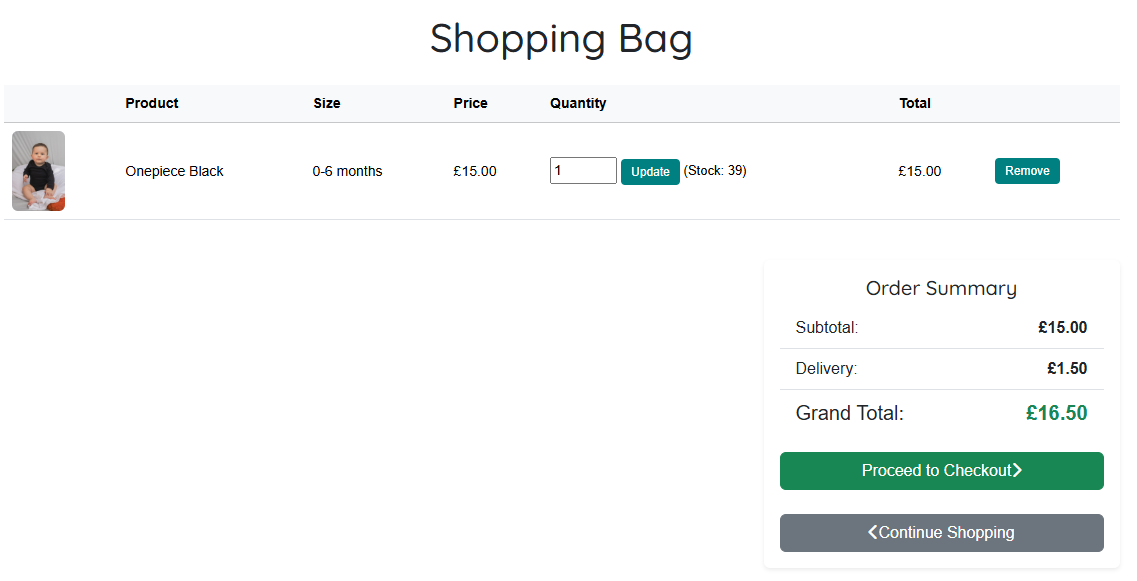 Shopping Bag
Product Size Price Quantity Total
Onepiece Black 0-6 months £15.00 1 Update (Stock: 39) £15.00 Remove
Order Summary
Subtotal: £15.00
Delivery: £1.50
Grand Total: £16.50
Proceed to Checkout
Continue Shopping